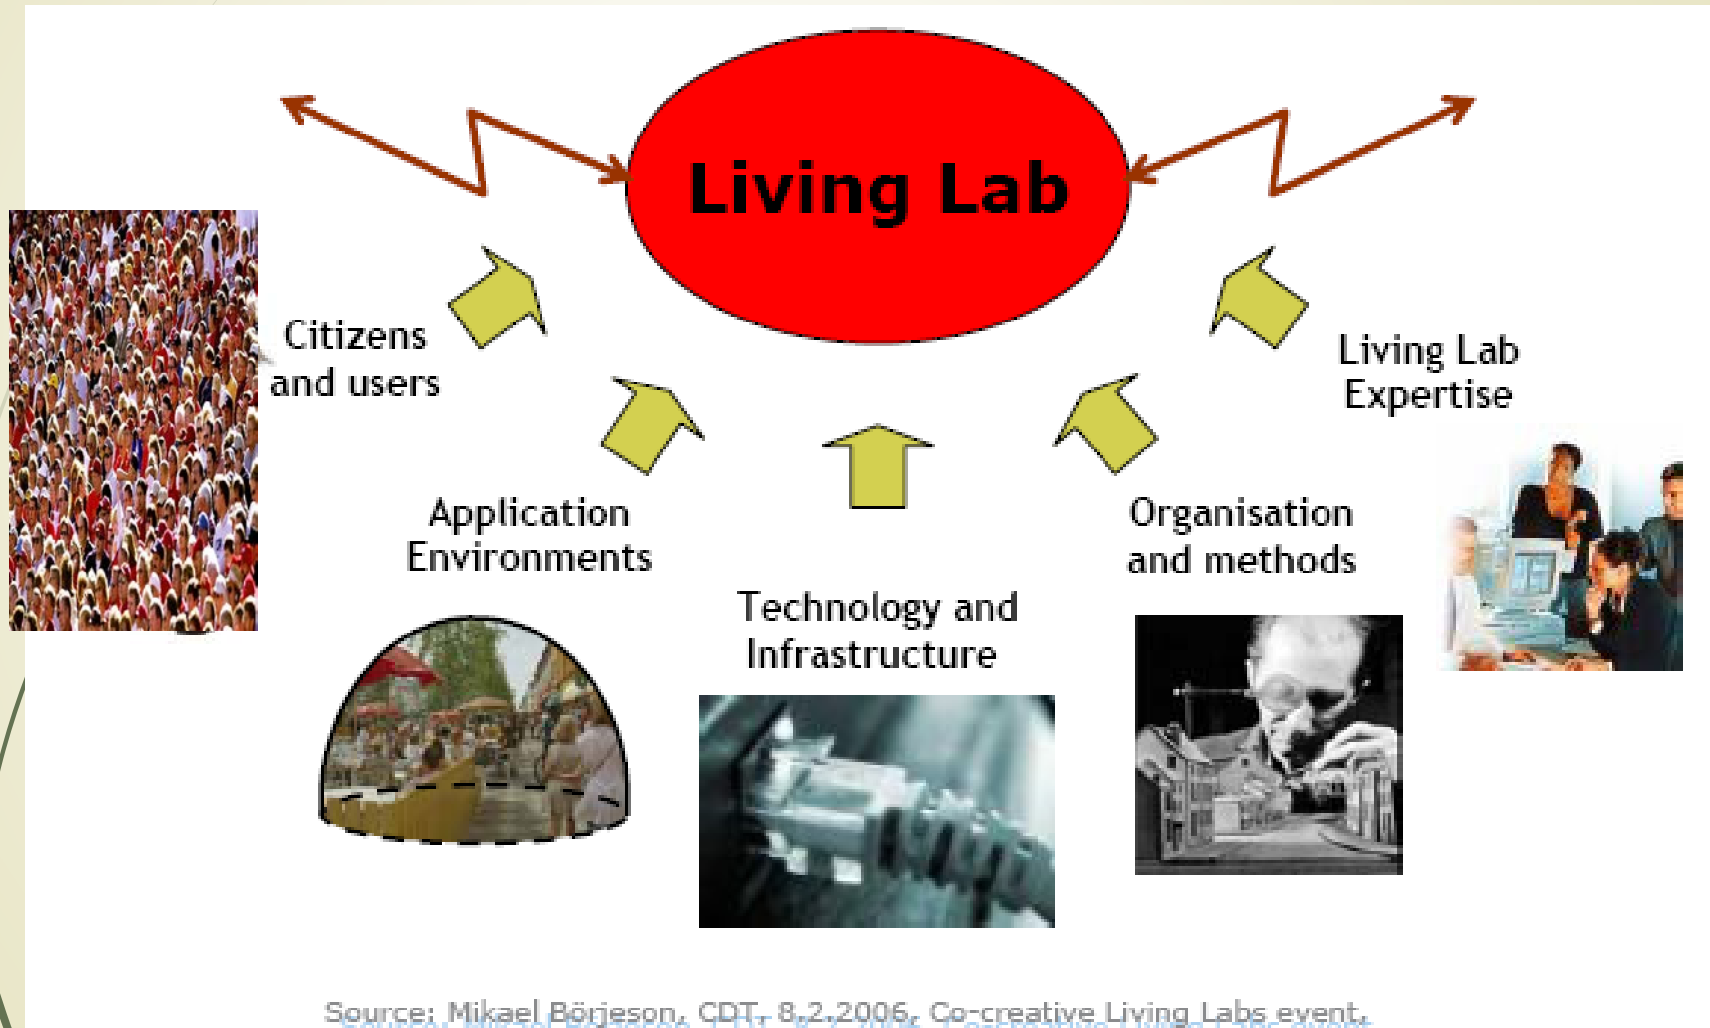 Living Lab
Citizens
and users
Living Lab
Expertise
Application
Environments
Organisation
and methods
Technology and
Infrastructure
Source: Mikael Börjeson, CDT, 8.2.2006, Co-creative Living Labs event,